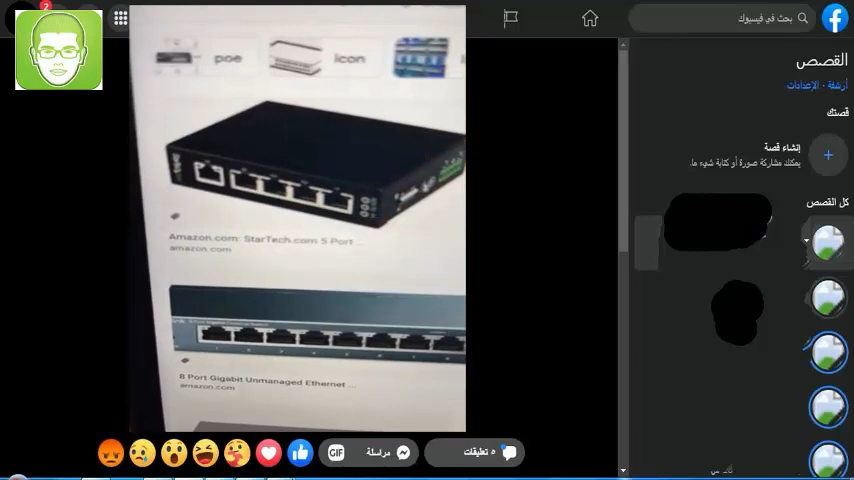 2
بحث في فيسبوك
القصص
أرشفة · الإعدادات
قصتك
إنشاء قصة
يمكنك مشاركة صورة أو كتابة شيء ما.
كل القصص
poe
icon
Amazon.com: StarTech.com 5 Port ...
amazon.com
8 Port Gigabit Unmanaged Ethernet ...
amazon.com
GIF
مراسلة
٥ تعليقات